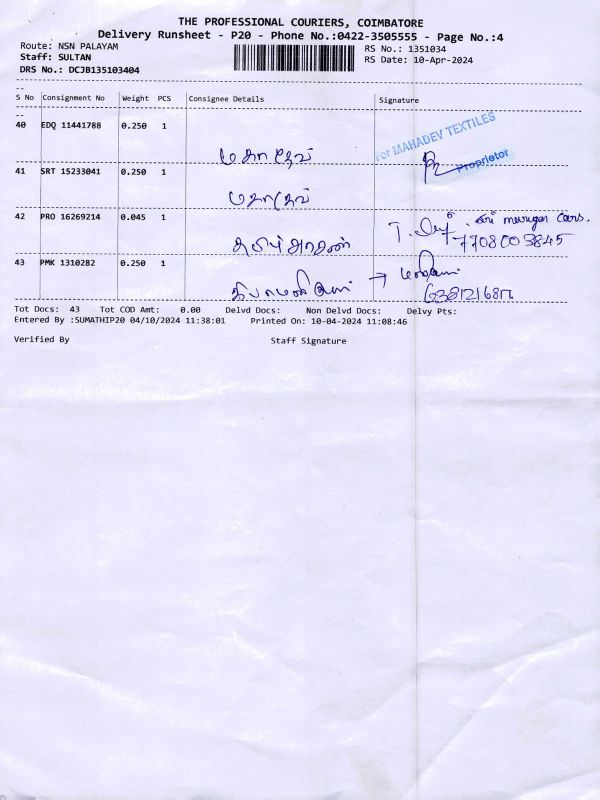 THE PROFESSIONAL COURIERS, COIMBATORE
Delivery Runsheet - P20 - Phone No.:0422-3505555 - Page No.:4
Route: NSN PALAYAM
RS No.: 1351034
Staff: SULTAN
RS Date: 10-Apr-2024
DRS No.: DCJB135103404
S No Consignment No Weight PCS Consignee Details Signature
40 EDQ 11441788 0.250 1
For MAHADEV TEXTILES
Proprietor
மகாதேவ்
41 SRT 15233041 0.250 1
மகாதேவ்
42 PRO 16269214 0.045 1
T. sri murugan cars.
தமிழ்அரசன் 7708003845
43 PMK 1310282 0.250 1
Tot Docs: 43 Tot COD Amt: 0.00 Delvd Docs: Non Delvd Docs: Delvy Pts:
Entered By :SUMATHIP20 04/10/2024 11:38:01 Printed On: 10-04-2024 11:08:46
Verified By Staff Signature